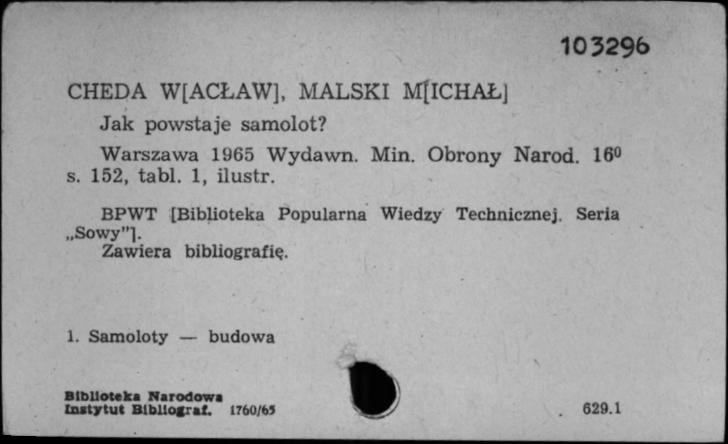 103296
CHEDA W[ACŁAW], MALSKI M[ICHAŁ]
Jak powstaje samolot?
Warszawa 1965 Wydawn. Min. Obrony Narod. 16⁰
s. 152, tabl. 1, ilustr.
BPWT [Biblioteka Popularna Wiedzy Technicznej. Seria
„Sowy”].
Zawiera bibliografię.
1. Samoloty — budowa
Biblioteka Narodowa
Instytut Bibliograf. 1760/65
629.1